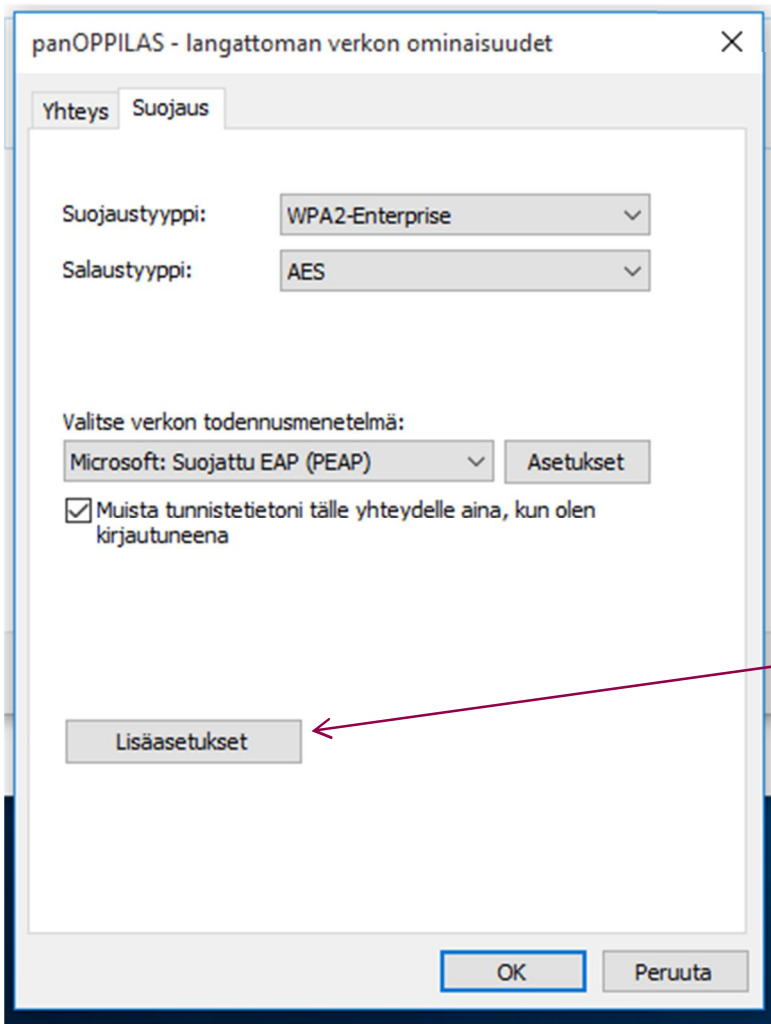 panOPPILAS - langattoman verkon ominaisuudet
Yhteys Suojaus
Suojaustyyppi: WPA2-Enterprise
Salaustyyppi: AES
Valitse verkon todennusmenetelmä:
Microsoft: Suojattu EAP (PEAP) Asetukset
Muista tunnistetietoni tälle yhteydelle aina, kun olen
kirjautuneena
Lisäasetukset
OK Peruuta